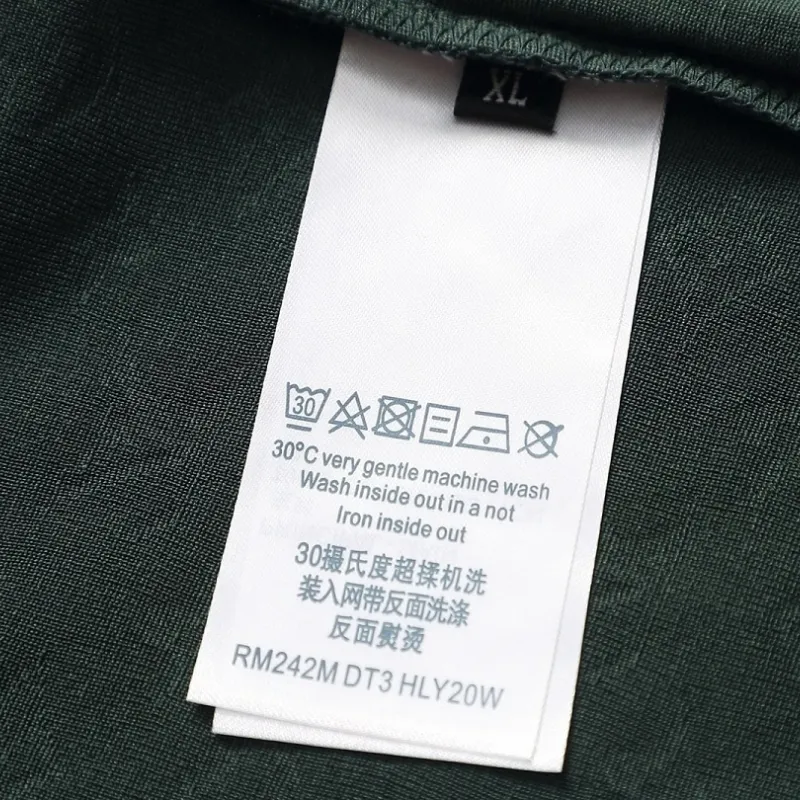 XL
30
30°C very gentle machine wash
Wash inside out in a not
Iron inside out
30摄氏度超揉机洗
装入网带反面洗涤
反面熨烫
RM242M DT3 HLY20W